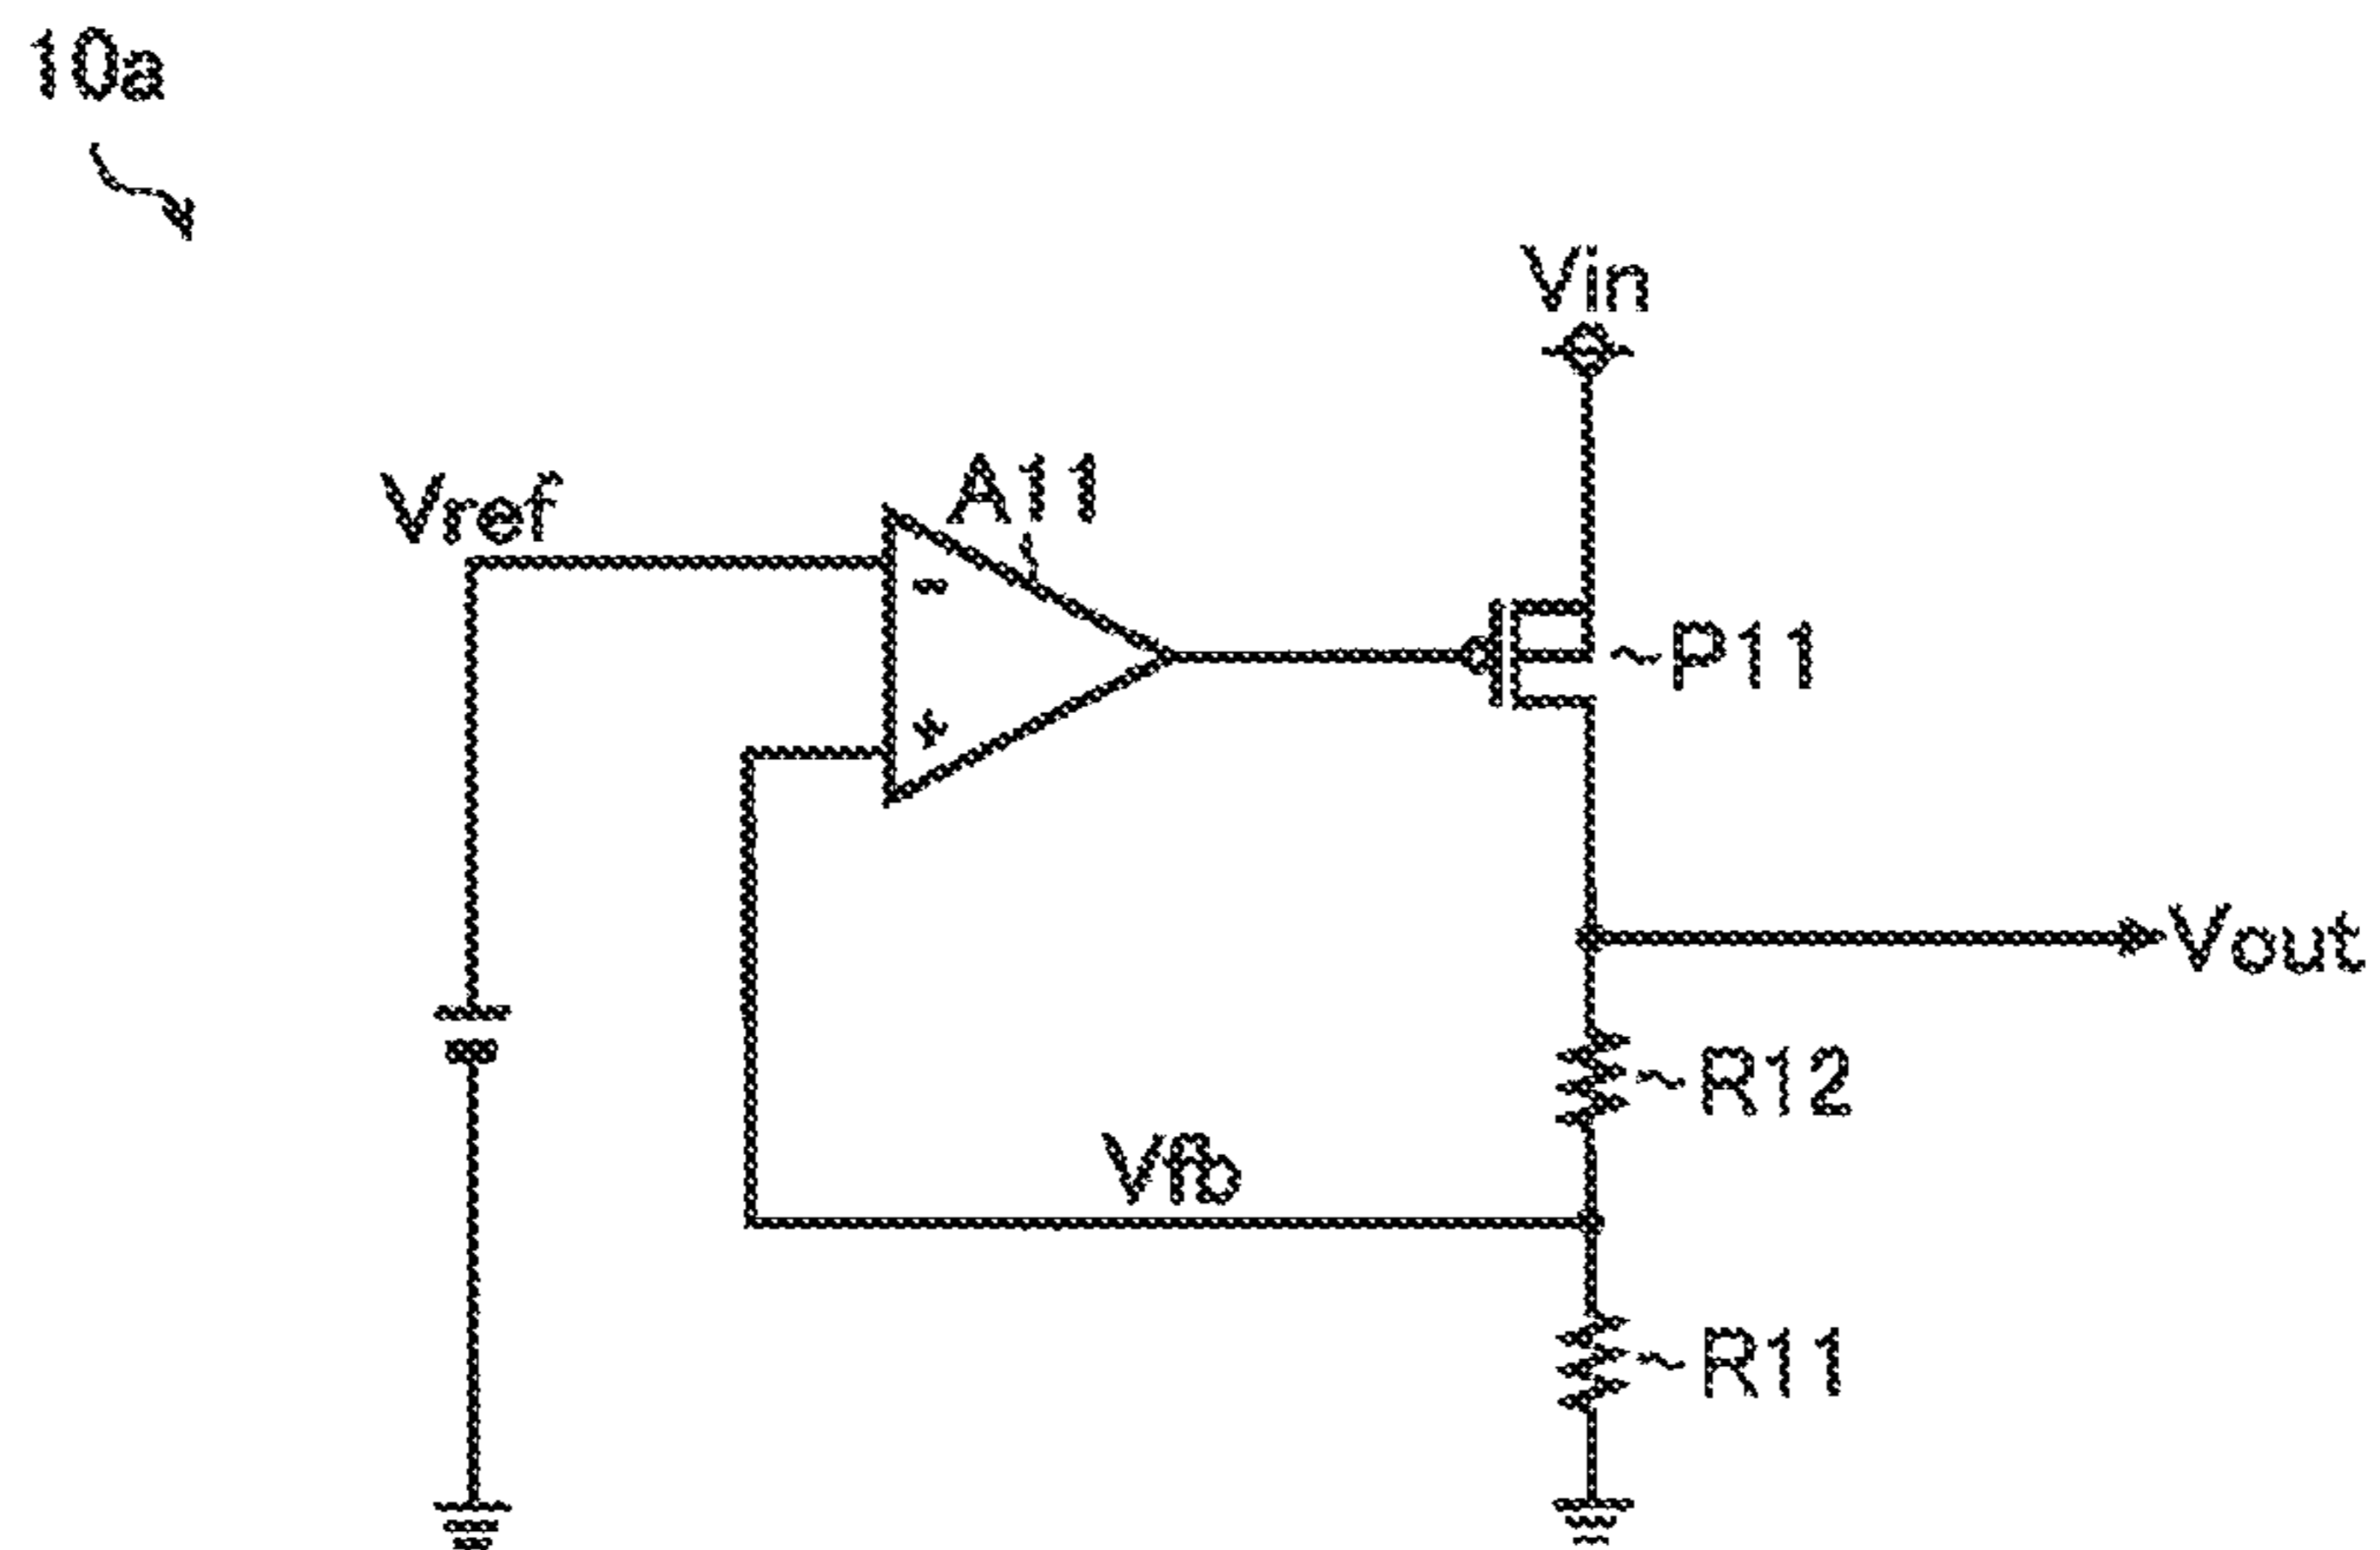 10a
Vin
Vref
A11
-
+
~P11
Vout
~R12
Vfb
~R11